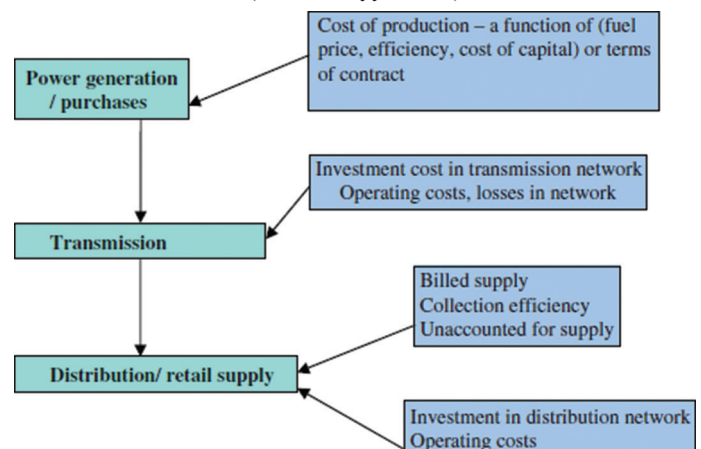 Cost of production – a function of (fuel
price, efficiency, cost of capital) or terms
of contract
Power generation
/ purchases
Investment cost in transmission network
Operating costs, losses in network
Transmission
Billed supply
Collection efficiency
Unaccounted for supply
Distribution/ retail supply
Investment in distribution network
Operating costs